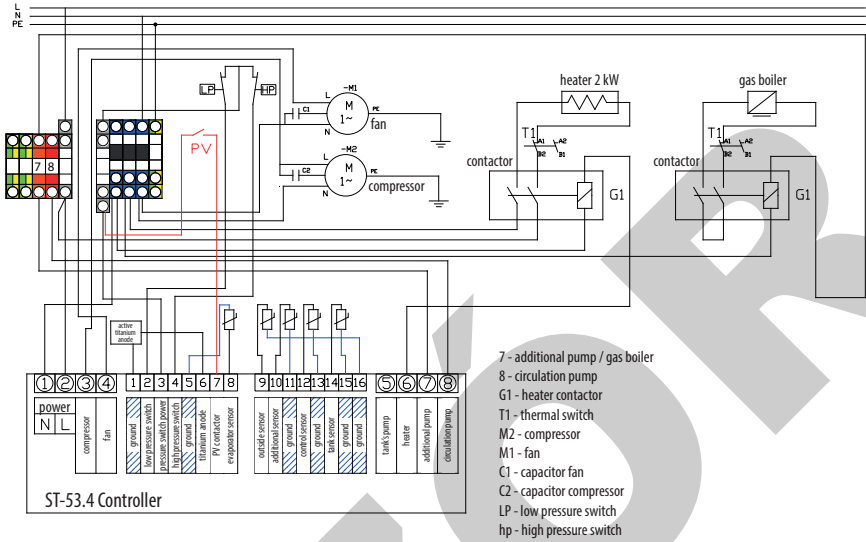 L
N
PE
LP
HP
-M1
L
C1
M
1~
PE
N
fan
PV
-M2
L
C2
M
1~
PE
N
compressor
7 8
heater 2 kW
T1
A1 A2
B2 B1
contactor
G1
gas boiler
T1
A1 A2
B2 B1
contactor
G1
active
titanium
anode
1 2 3 4
1 2 3 4 5 6 7 8
9 10 11 12 13 14 15 16
5 6 7 8
power
N L
compressor
fan
ground
low pressure switch
pressure switch power
high pressure switch
ground
titanium anode
PV contactor
evaporator sensor
outside sensor
additional sensor
ground
control sensor
ground
tank sensor
ground
ground
tank's pump
heater
additional pump
circulation pump
ST-53.4 Controller
7 - additional pump / gas boiler
8 - circulation pump
G1 - heater contactor
T1 - thermal switch
M2 - compressor
M1 - fan
C1 - capacitor fan
C2 - capacitor compressor
LP - low pressure switch
hp - high pressure switch
TÓR